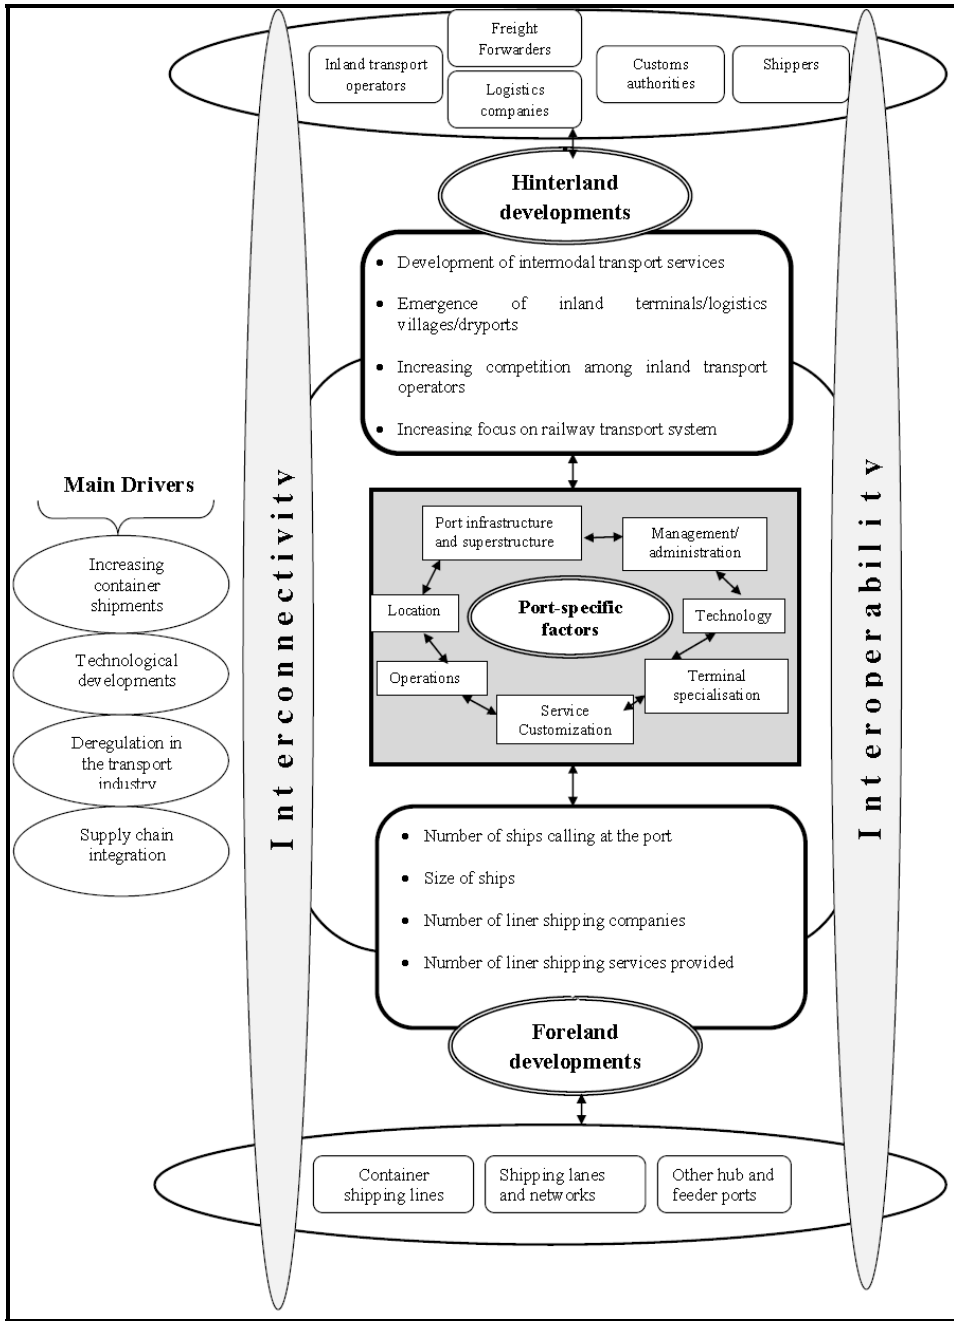 Freight
Forwarders
Inland transport
operators
Logistics
companies
Customs
authorities
Shippers
Hinterland
developments
• Development of intermodal transport services
• Emergence of inland terminals/logistics
villages/dryports
• Increasing competition among inland transport
operators
• Increasing focus on railway transport system
Main Drivers
Increasing
container
shipments
Technological
developments
Deregulation in
the transport
industry
Supply chain
integration
Interconnectivity
Port infrastructure
and superstructure
Management/
administration
Location
Port-specific
factors
Technology
Operations
Terminal
specialisation
Service
Customization
Interoperability
• Number of ships calling at the port
• Size of ships
• Number of liner shipping companies
• Number of liner shipping services provided
Foreland
developments
Container
shipping lines
Shipping lanes
and networks
Other hub and
feeder ports